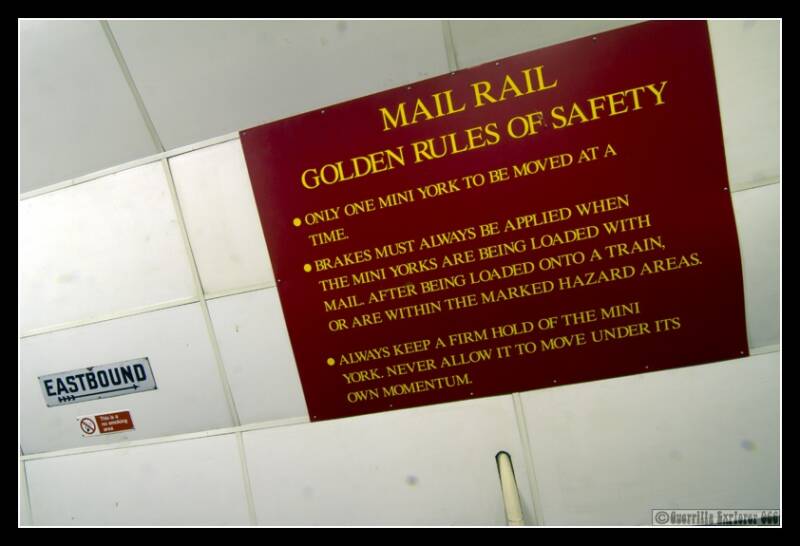 MAIL RAIL
GOLDEN RULES OF SAFETY
● ONLY ONE MINI YORK TO BE MOVED AT A
TIME.
● BRAKES MUST ALWAYS BE APPLIED WHEN
THE MINI YORKS ARE BEING LOADED WITH
MAIL. AFTER BEING LOADED ONTO A TRAIN,
OR ARE WITHIN THE MARKED HAZARD AREAS.
● ALWAYS KEEP A FIRM HOLD OF THE MINI
YORK. NEVER ALLOW IT TO MOVE UNDER ITS
OWN MOMENTUM.
EASTBOUND
This is a
no smoking
area
©Guerrilla Explorer 066